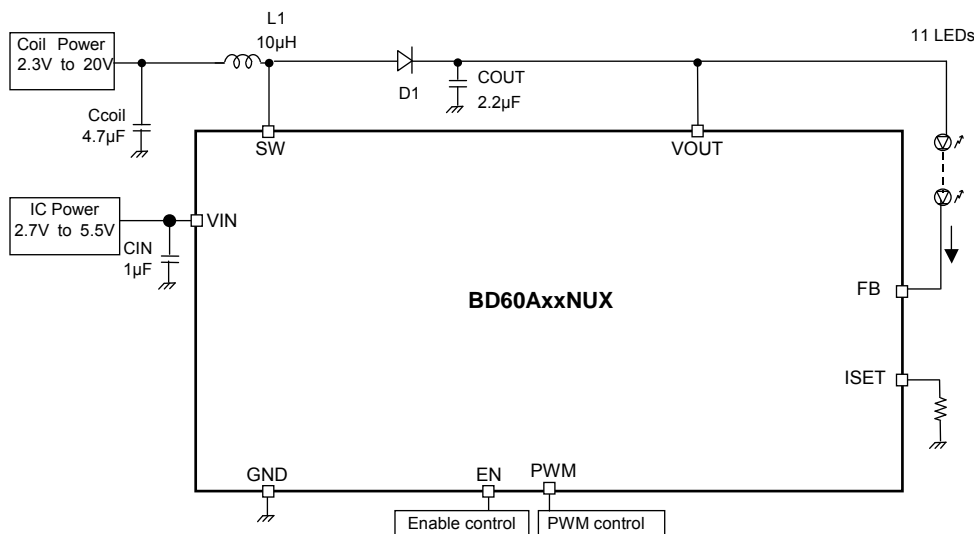 L1
10µH
11 LEDs
Coil Power
2.3V to 20V
D1
COUT
2.2µF
Ccoil
4.7µF
SW
VOUT
IC Power
2.7V to 5.5V
VIN
CIN
1µF
BD60AxxNUX
FB
ISET
GND
EN
PWM
Enable control
PWM control